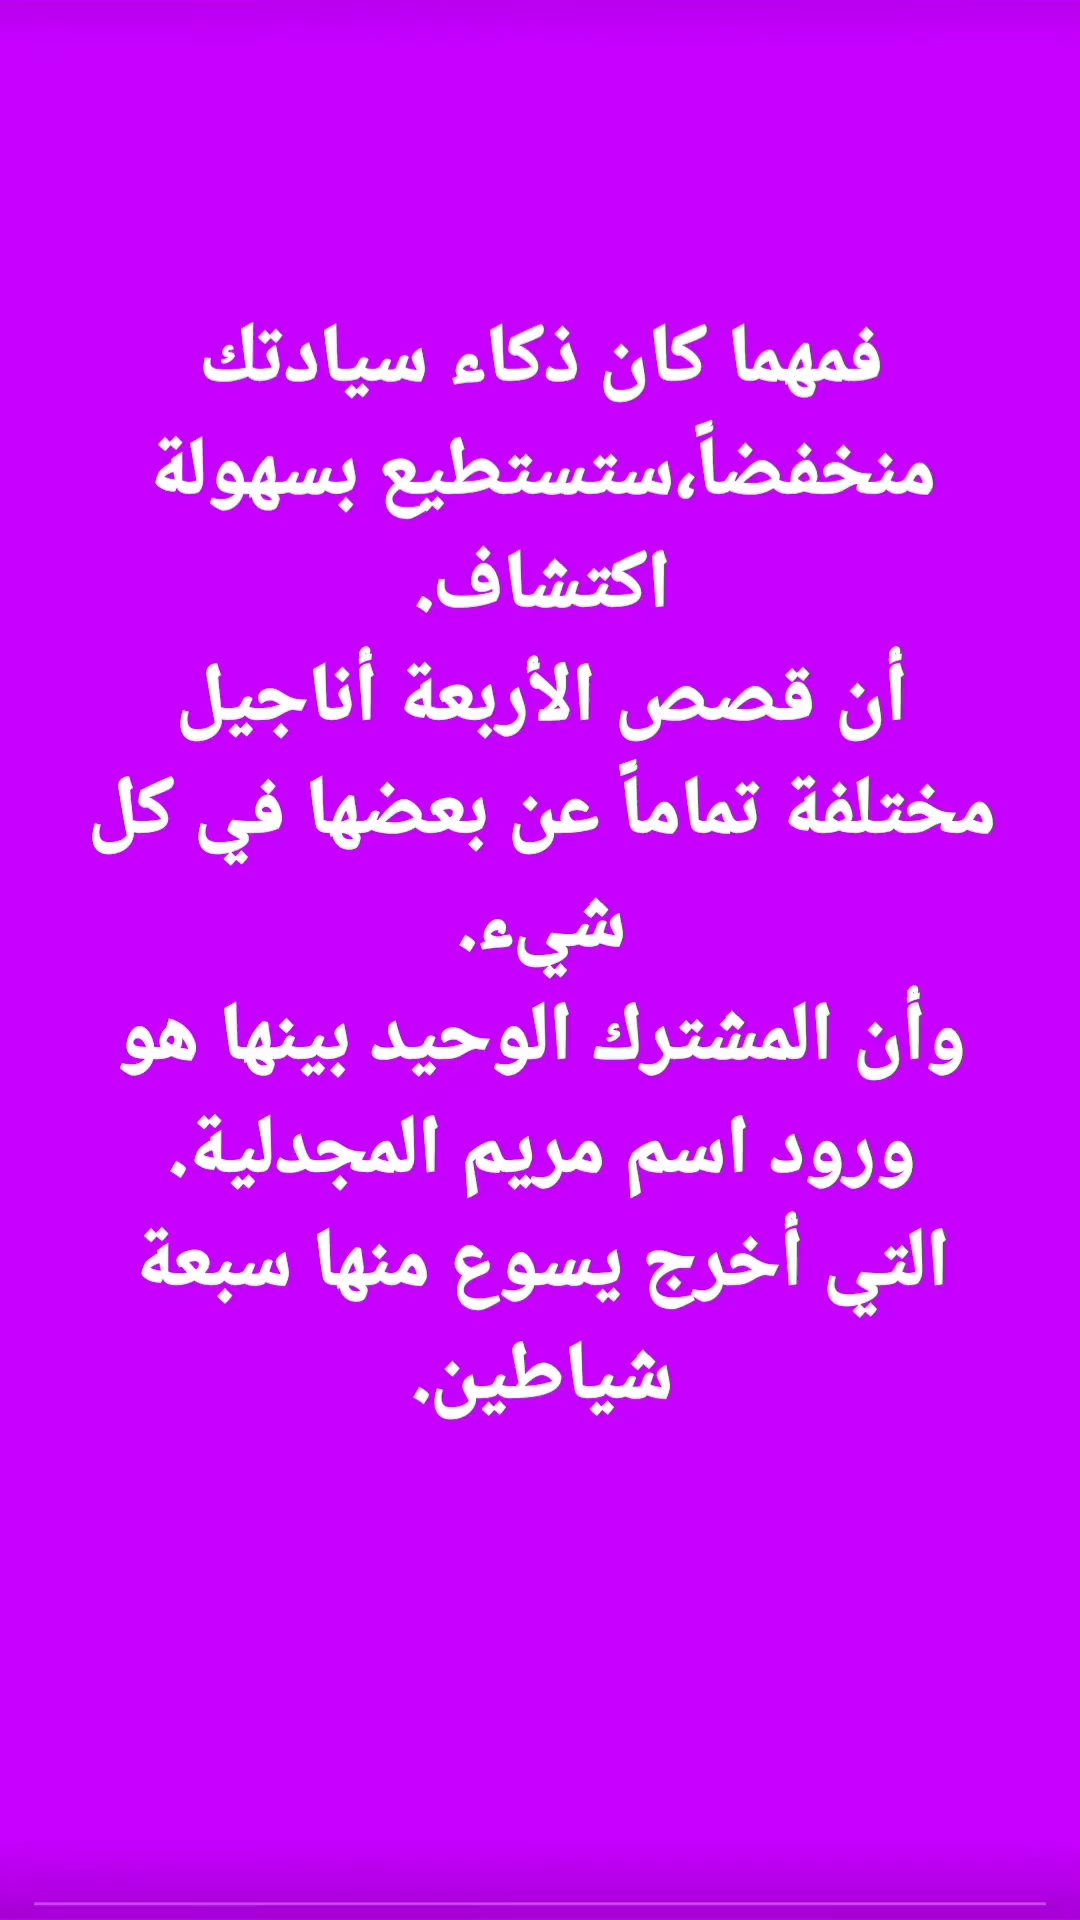 فمهما كان ذكاء سيادتك
منخفضاً،ستستطيع بسهولة
اكتشاف.
أن قصص الأربعة أناجيل
مختلفة تماماً عن بعضها في كل
شيء.
وأن المشترك الوحيد بينها هو
ورود اسم مريم المجدلية.
التي أخرج يسوع منها سبعة
شياطين.